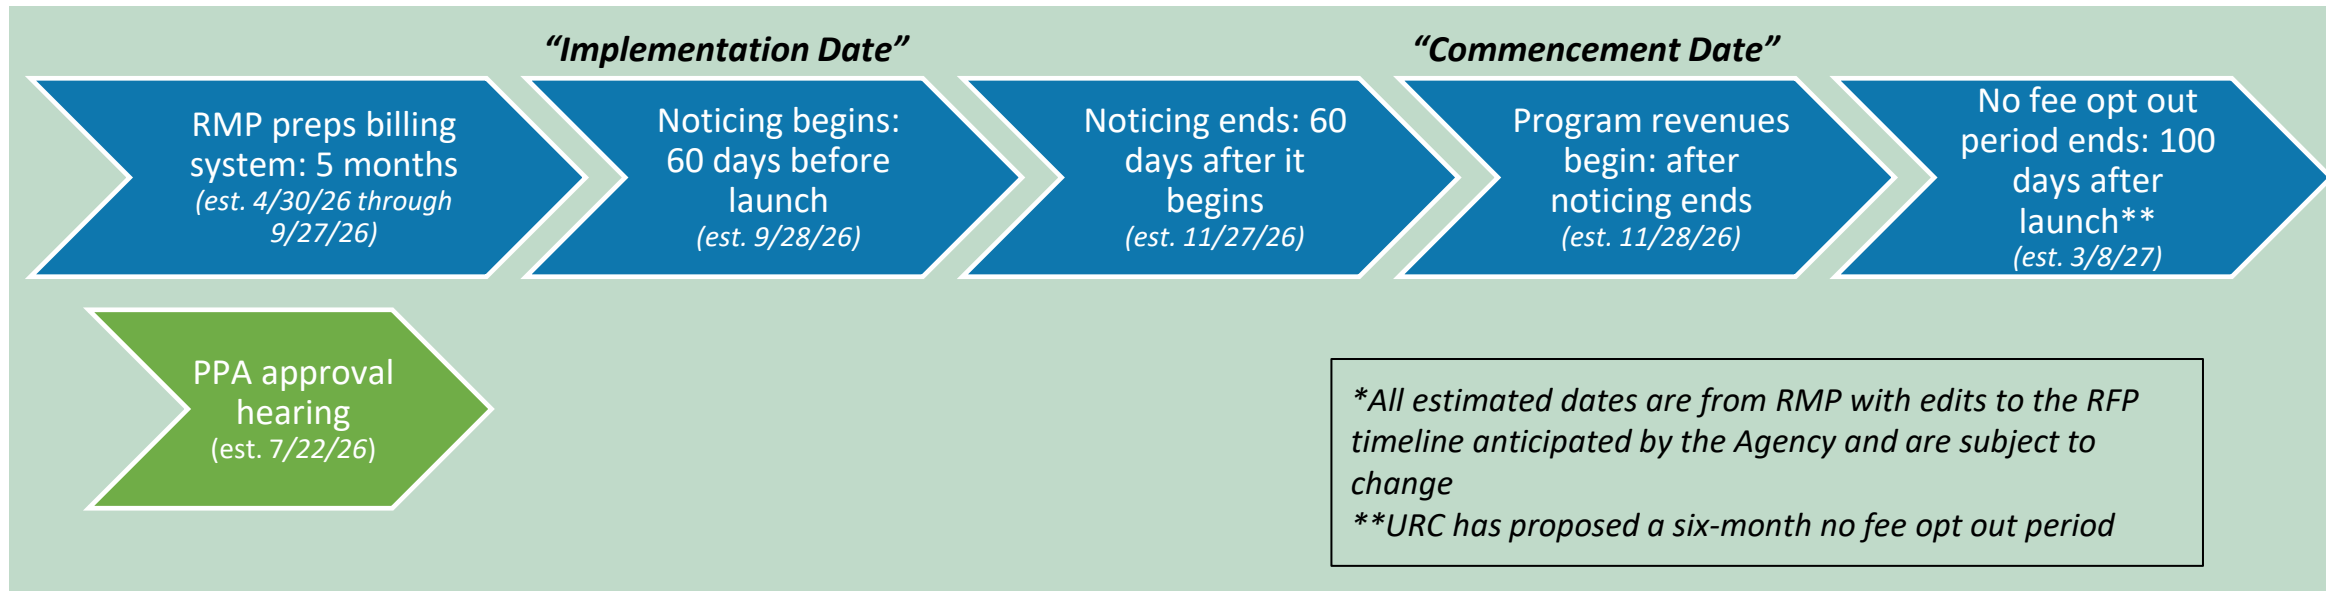 “Implementation Date”
“Commencement Date”
RMP preps billing
system: 5 months
(est. 4/30/26 through
9/27/26)
Noticing begins:
60 days before
launch
(est. 9/28/26)
Noticing ends: 60
days after it
begins
(est. 11/27/26)
Program revenues
begin: after
noticing ends
(est. 11/28/26)
No fee opt out
period ends: 100
days after
launch**
(est. 3/8/27)
PPA approval
hearing
(est. 7/22/26)
*All estimated dates are from RMP with edits to the RFP
timeline anticipated by the Agency and are subject to
change
**URC has proposed a six-month no fee opt out period